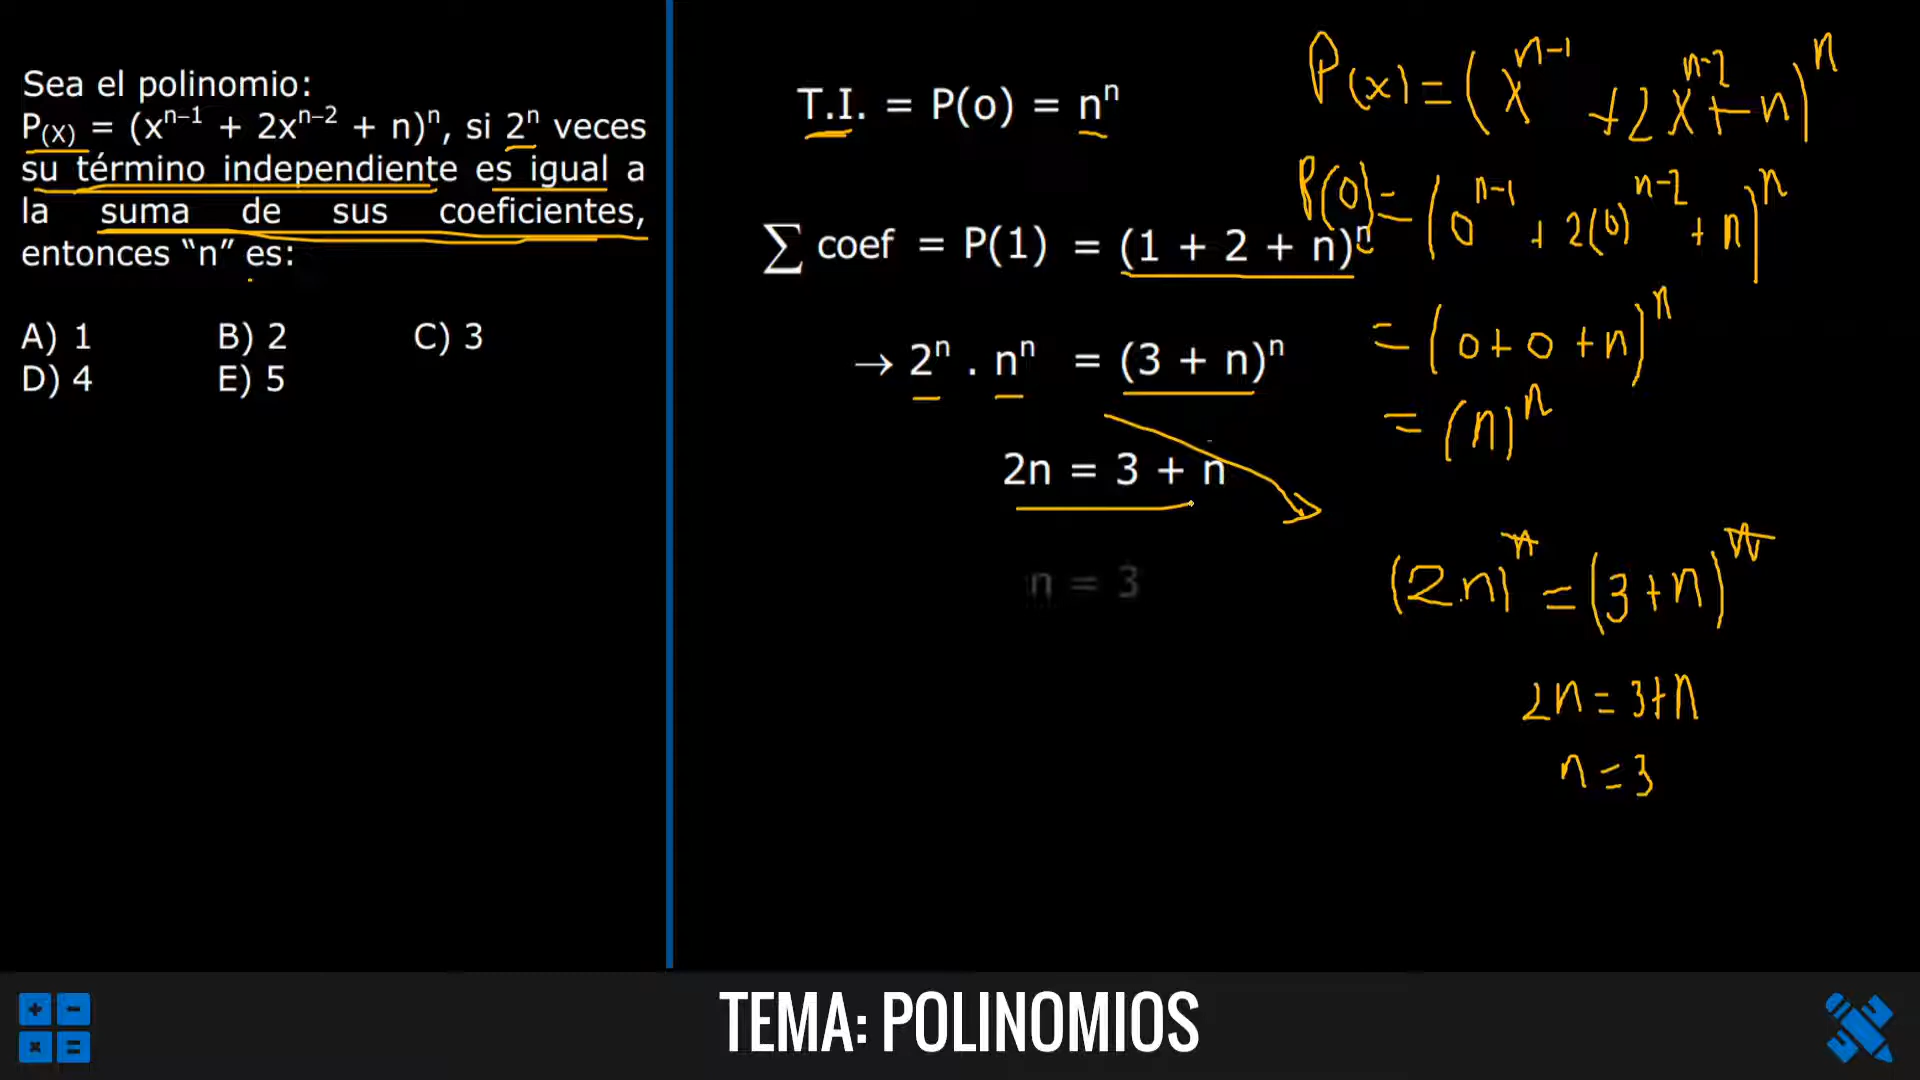 Sea el polinomio:
P(X) = (xⁿ⁻¹ + 2xⁿ⁻² + n)ⁿ, si 2ⁿ veces
su término independiente es igual a
la suma de sus coeficientes,
entonces “n” es:
A) 1 B) 2 C) 3
D) 4 E) 5
T.I. = P(o) = nⁿ
∑ coef = P(1) = (1 + 2 + n)ⁿ
→ 2ⁿ . nⁿ = (3 + n)ⁿ
2n = 3 + n
n = 3
P(x) = (xⁿ⁻¹ + 2xⁿ⁻² + n)ⁿ
P(0) = (0ⁿ⁻¹ + 2(0)ⁿ⁻² + n)ⁿ
= (0 + 0 + n)ⁿ
= (n)ⁿ
(2n)ⁿ = (3+n)ⁿ
2n = 3+n
n = 3
TEMA: POLINOMIOS